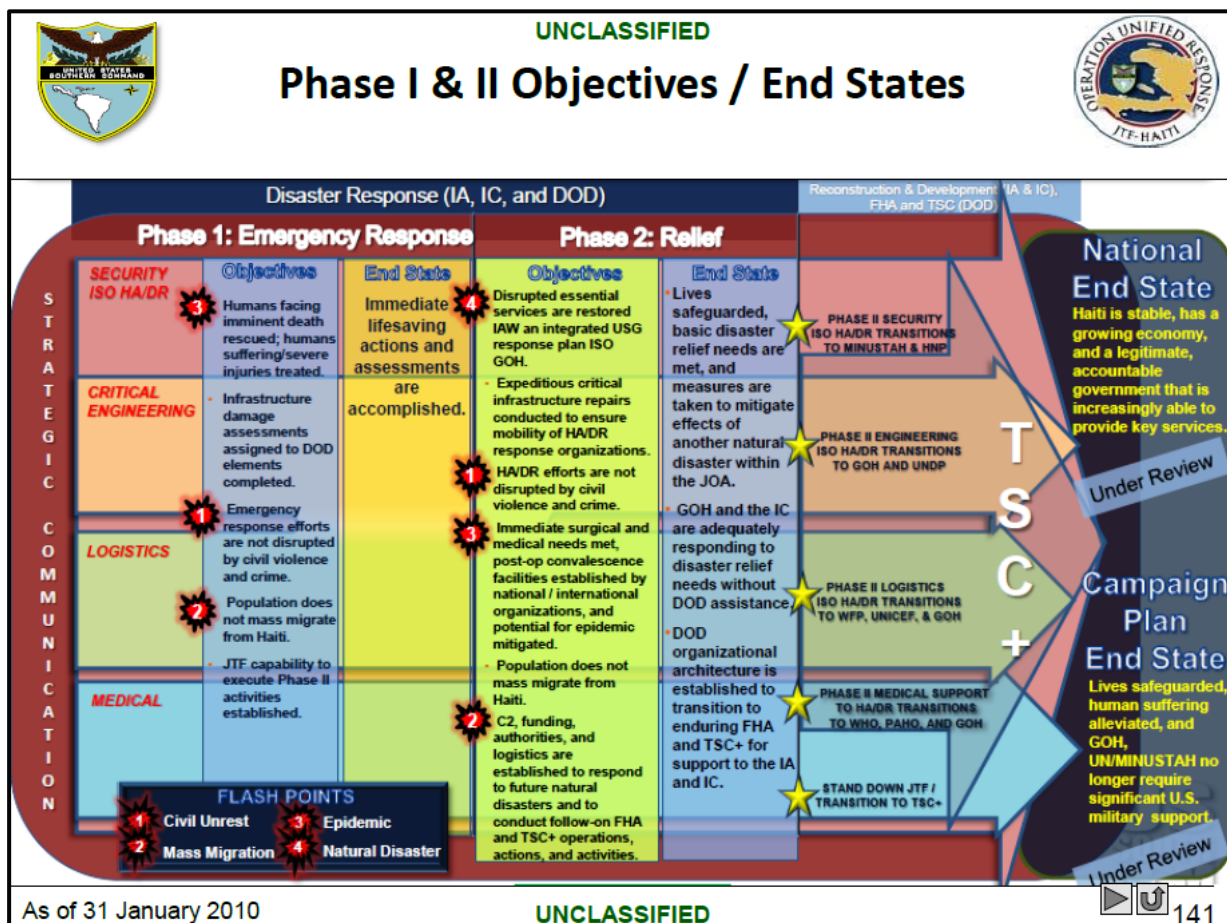 UNCLASSIFIED
Phase I & II Objectives / End States
UNITED STATES
SOUTHERN COMMAND
OPERATION UNIFIED RESPONSE
JTF-HAITI
Disaster Response (IA, IC, and DOD)
Reconstruction & Development (IA & IC),
FHA and TSC (DOD)
Phase 1: Emergency Response
Phase 2: Relief
STRATEGIC COMMUNICATION
SECURITY
ISO HA/DR
CRITICAL
ENGINEERING
LOGISTICS
MEDICAL
Objectives
3
Humans facing
imminent death
rescued; humans
suffering/severe
injuries treated.
• Infrastructure
damage
assessments
assigned to DOD
elements
completed.
1
Emergency
response efforts
are not disrupted
by civil violence
and crime.
2
Population does
not mass migrate
from Haiti.
• JTF capability to
execute Phase II
activities
established.
End State
Immediate
lifesaving
actions and
assessments
are
accomplished.
Objectives
4
Disrupted essential
services are restored
IAW an integrated USG
response plan ISO
GOH.
• Expeditious critical
infrastructure repairs
conducted to ensure
mobility of HA/DR
response organizations.
1
HA/DR efforts are not
disrupted by civil
violence and crime.
3
• Immediate surgical and
medical needs met,
post-op convalescence
facilities established by
national / international
organizations, and
potential for epidemic
mitigated.
• Population does not
mass migrate from
Haiti.
2
• C2, funding,
authorities, and
logistics are
established to respond
to future natural
disasters and to
conduct follow-on FHA
and TSC+ operations,
actions, and activities.
End State
• Lives
safeguarded,
basic disaster
relief needs are
met, and
measures are
taken to mitigate
effects of
another natural
disaster within
the JOA.
• GOH and the IC
are adequately
responding to
disaster relief
needs without
DOD assistance.
• DOD
organizational
architecture is
established to
transition to
enduring FHA
and TSC+ for
support to the IA
and IC.
PHASE II SECURITY
ISO HA/DR TRANSITIONS
TO MINUSTAH & HNP
PHASE II ENGINEERING
ISO HA/DR TRANSITIONS
TO GOH AND UNDP
PHASE II LOGISTICS
ISO HA/DR TRANSITIONS
TO WFP, UNICEF, & GOH
PHASE II MEDICAL SUPPORT
TO HA/DR TRANSITIONS
TO WHO, PAHO, AND GOH
STAND DOWN JTF /
TRANSITION TO TSC+
TSC+
National
End State
Haiti is stable, has a
growing economy,
and a legitimate,
accountable
government that is
increasingly able to
provide key services.
Under Review
Campaign
Plan
End State
Lives safeguarded,
human suffering
alleviated, and
GOH,
UN/MINUSTAH no
longer require
significant U.S.
military support.
Under Review
FLASH POINTS
1 Civil Unrest
3 Epidemic
2 Mass Migration
4 Natural Disaster
As of 31 January 2010
UNCLASSIFIED
141